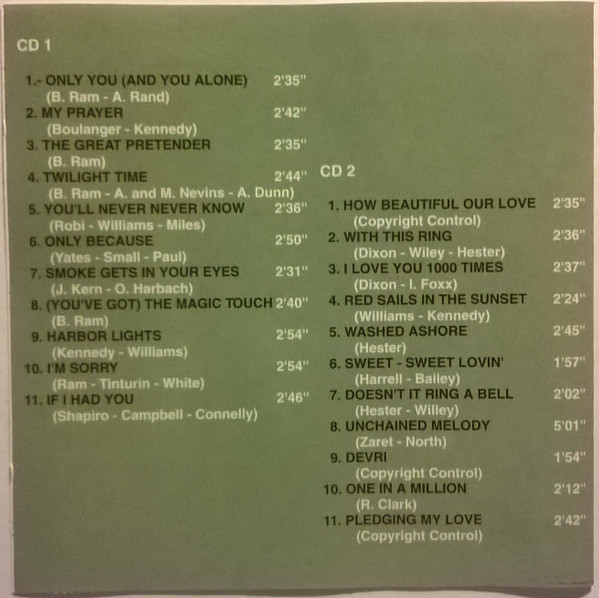 CD 1
1.- ONLY YOU (AND YOU ALONE) 2'35"
(B. Ram - A. Rand)
2. MY PRAYER 2'42"
(Boulanger - Kennedy)
3. THE GREAT PRETENDER 2'35"
(B. Ram)
4. TWILIGHT TIME 2'44"
(B. Ram - A. and M. Nevins - A. Dunn)
5. YOU'LL NEVER NEVER KNOW 2'36"
(Robi - Williams - Miles)
6. ONLY BECAUSE 2'50"
(Yates - Small - Paul)
7. SMOKE GETS IN YOUR EYES 2'31"
(J. Kern - O. Harbach)
8. (YOU'VE GOT) THE MAGIC TOUCH 2'40"
(B. Ram)
9. HARBOR LIGHTS 2'54"
(Kennedy - Williams)
10. I'M SORRY 2'54"
(Ram - Tinturin - White)
11. IF I HAD YOU 2'46"
(Shapiro - Campbell - Connelly)
CD 2
1. HOW BEAUTIFUL OUR LOVE 2'35"
(Copyright Control)
2. WITH THIS RING 2'36"
(Dixon - Wiley - Hester)
3. I LOVE YOU 1000 TIMES 2'37"
(Dixon - I. Foxx)
4. RED SAILS IN THE SUNSET 2'24"
(Williams - Kennedy)
5. WASHED ASHORE 2'45"
(Hester)
6. SWEET - SWEET LOVIN' 1'57"
(Harrell - Bailey)
7. DOESN'T IT RING A BELL 2'02"
(Hester - Willey)
8. UNCHAINED MELODY 5'01"
(Zaret - North)
9. DEVRI 1'54"
(Copyright Control)
10. ONE IN A MILLION 2'12"
(R. Clark)
11. PLEDGING MY LOVE 2'42"
(Copyright Control)